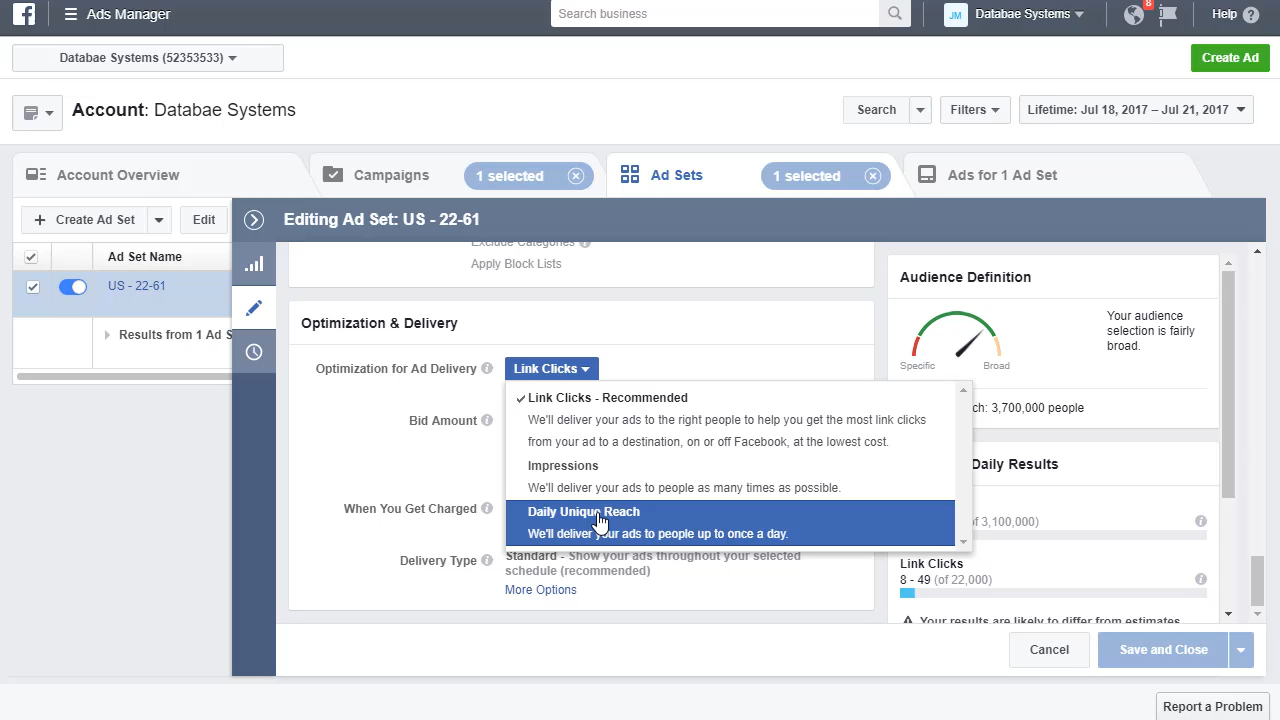 Ads Manager
Search business
JM
Databae Systems
8
Help
Databae Systems (52353533)
Create Ad
Account: Databae Systems
Search
Filters
Lifetime: Jul 18, 2017 – Jul 21, 2017
Account Overview
Campaigns
1 selected
Ad Sets
1 selected
Ads for 1 Ad Set
Create Ad Set
Edit
Editing Ad Set: US - 22-61
Ad Set Name
US - 22-61
Results from 1 Ad S
Exclude Categories
Apply Block Lists
Optimization & Delivery
Optimization for Ad Delivery
Link Clicks
Link Clicks - Recommended
We'll deliver your ads to the right people to help you get the most link clicks
from your ad to a destination, on or off Facebook, at the lowest cost.
Impressions
We'll deliver your ads to people as many times as possible.
Daily Unique Reach
We'll deliver your ads to people up to once a day.
Bid Amount
When You Get Charged
Delivery Type
Standard - Show your ads throughout your selected
schedule (recommended)
More Options
Audience Definition
Specific
Broad
Your audience
selection is fairly
broad.
ch: 3,700,000 people
Daily Results
of 3,100,000)
Link Clicks
8 - 49 (of 22,000)
Your results are likely to differ from estimates
Cancel
Save and Close
Report a Problem